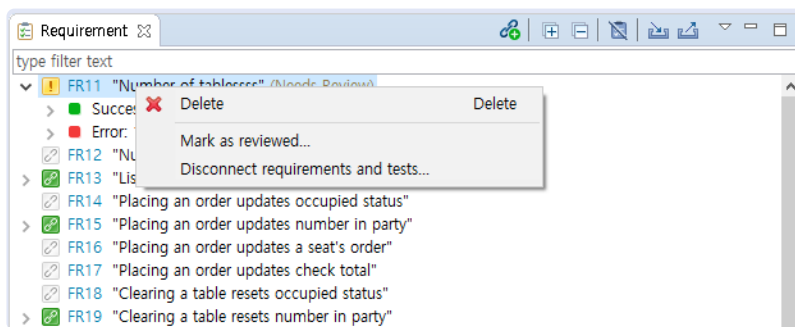 Requirement
type filter text
FR11 "Number of tablessss" (Needs Review)
Succes
Error:
FR12 "Nu
FR13 "Lis
Delete Delete
Mark as reviewed...
Disconnect requirements and tests...
FR14 "Placing an order updates occupied status"
FR15 "Placing an order updates number in party"
FR16 "Placing an order updates a seat's order"
FR17 "Placing an order updates check total"
FR18 "Clearing a table resets occupied status"
FR19 "Clearing a table resets number in party"